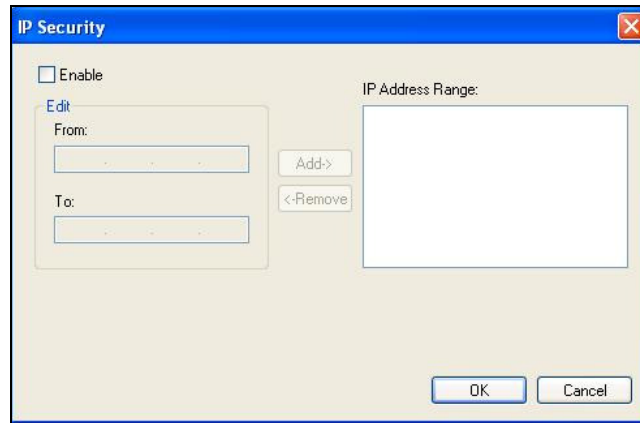 IP Security
Enable
Edit
From:
. . .
To:
. . .
Add->
<-Remove
IP Address Range:
OK
Cancel